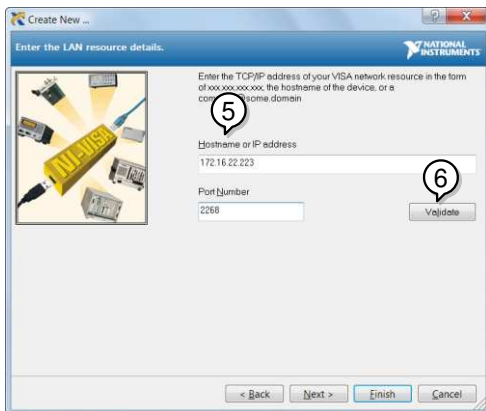 Create New ...
Enter the LAN resource details.
NATIONAL
INSTRUMENTS
Enter the TCP/IP address of your VISA network resource in the form
of xxx.xxx.xxx.xxx, the hostname of the device, or a
some.domain
5
Hostname or IP address
172.16.22.223
6
Port Number
2268
Validate
NI-VISA
< Back
Next >
Finish
Cancel